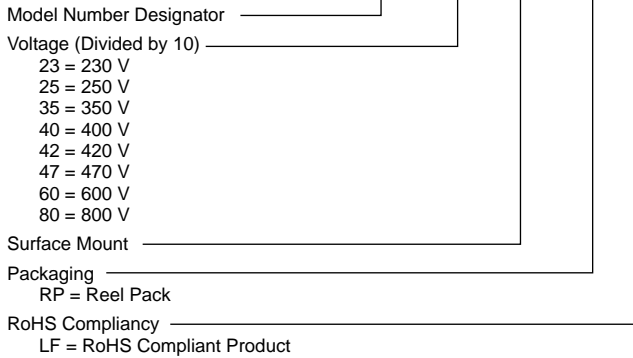 Model Number Designator
Voltage (Divided by 10)
23 = 230 V
25 = 250 V
35 = 350 V
40 = 400 V
42 = 420 V
47 = 470 V
60 = 600 V
80 = 800 V
Surface Mount
Packaging
RP = Reel Pack
RoHS Compliancy
LF = RoHS Compliant Product